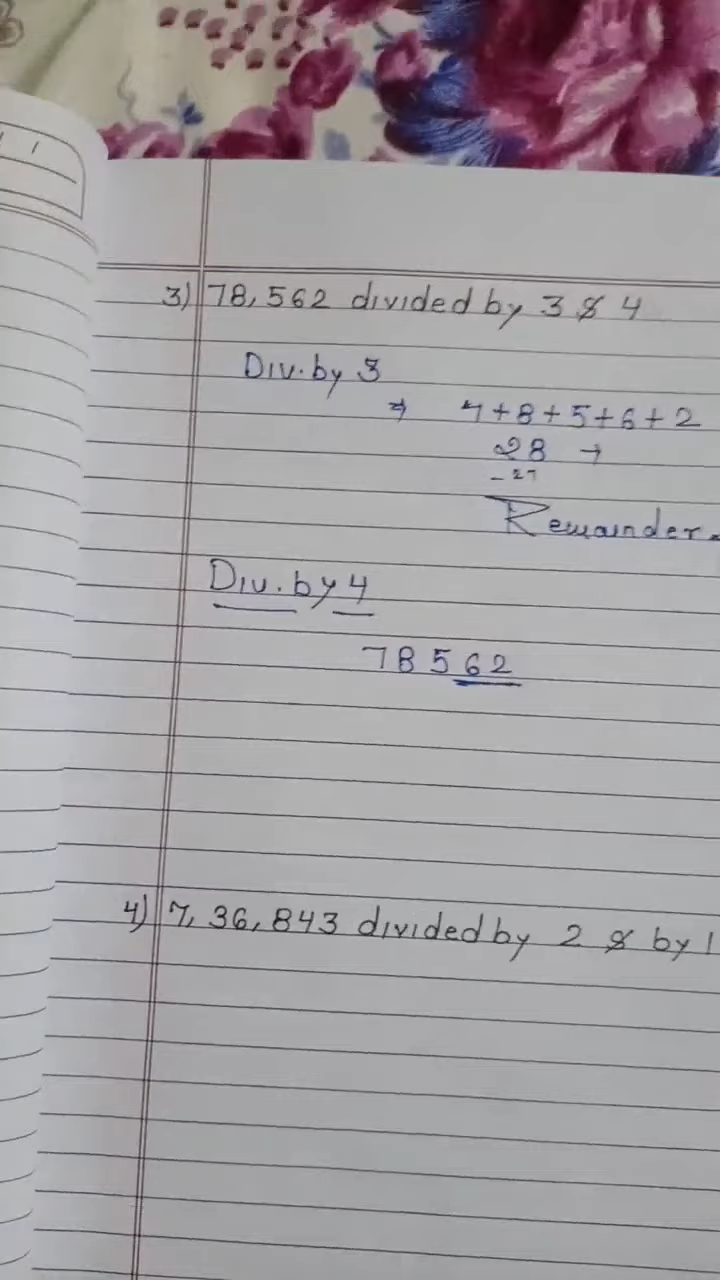 3) 78,562 divided by 3 & 4
Div. by 3
⇒ 7+8+5+6+2
28 →
- 27
Remainder
Div. by 4
78562
4) 7,36,843 divided by 2 & by 1